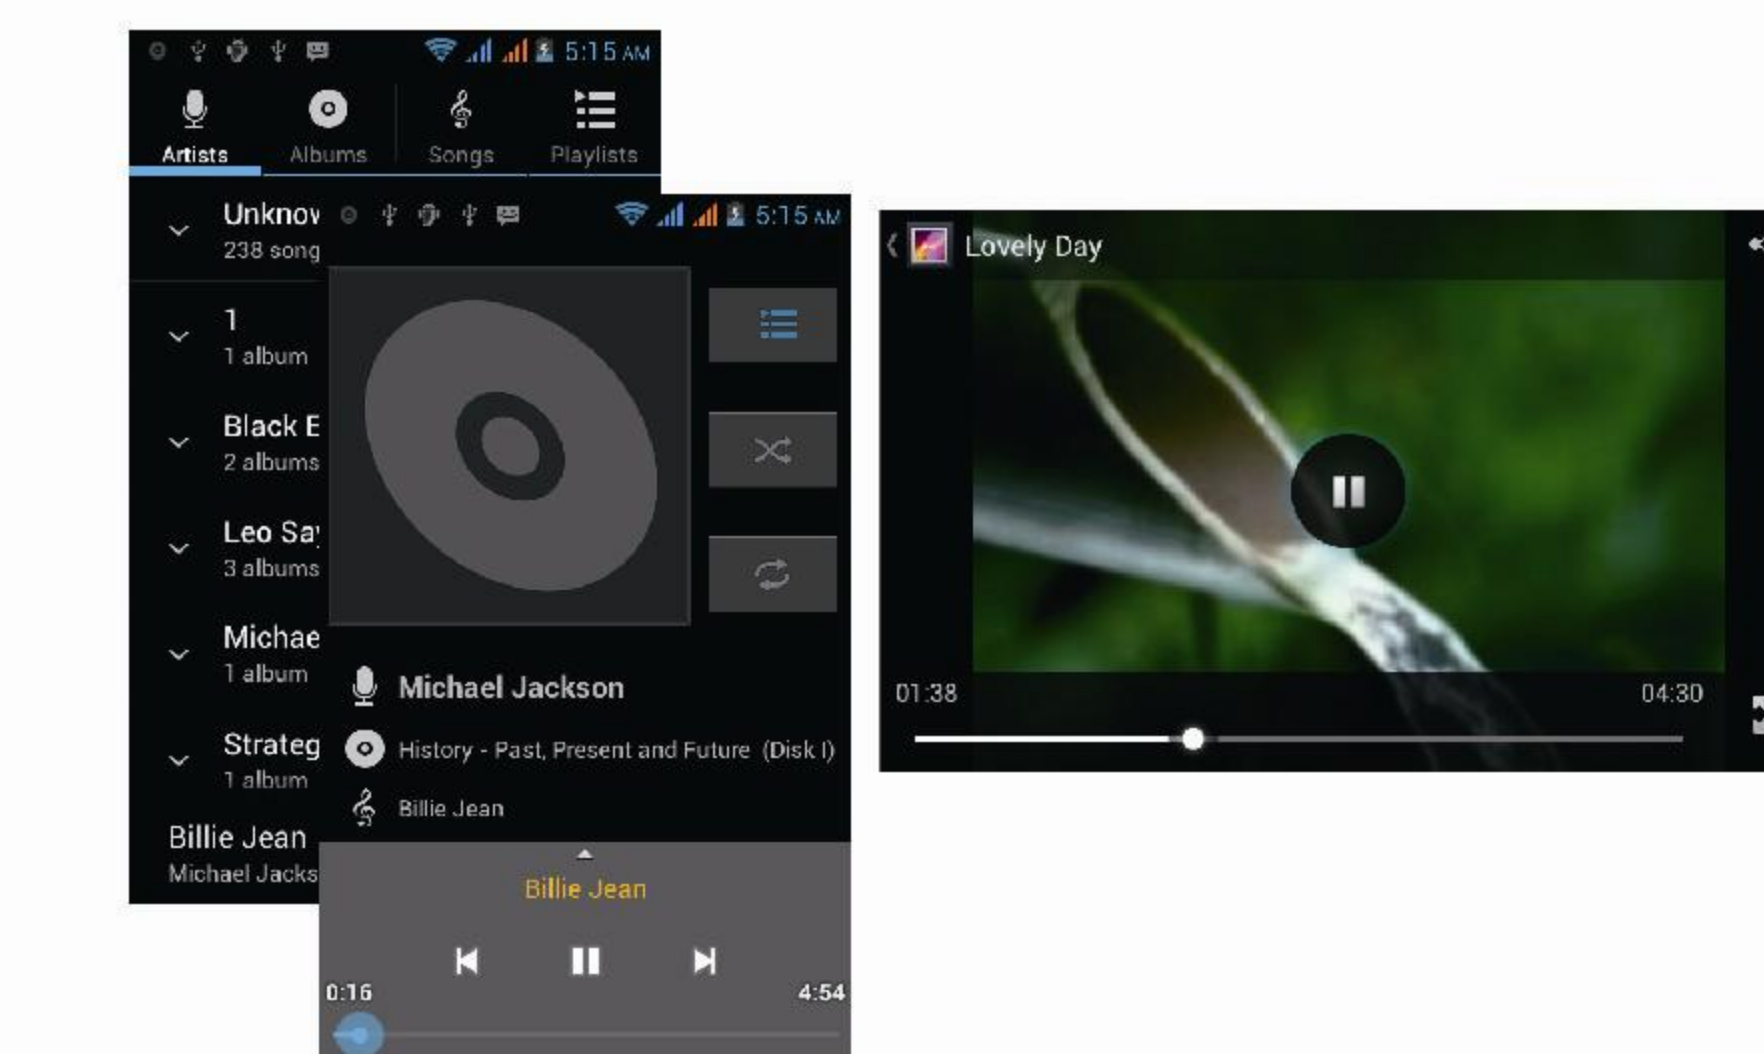 5:15 AM
Artists
Albums
Songs
Playlists
238 song
1
1 album
Black E
2 albums
Leo Sa
3 albums
Michae
1 album
Strateg
1 album
Billie Jean
Michael Jacks
5:15 AM
Michael Jackson
History - Past, Present and Future (Disk I)
Billie Jean
Billie Jean
0:16
4:54
Lovely Day
01:38
04:30